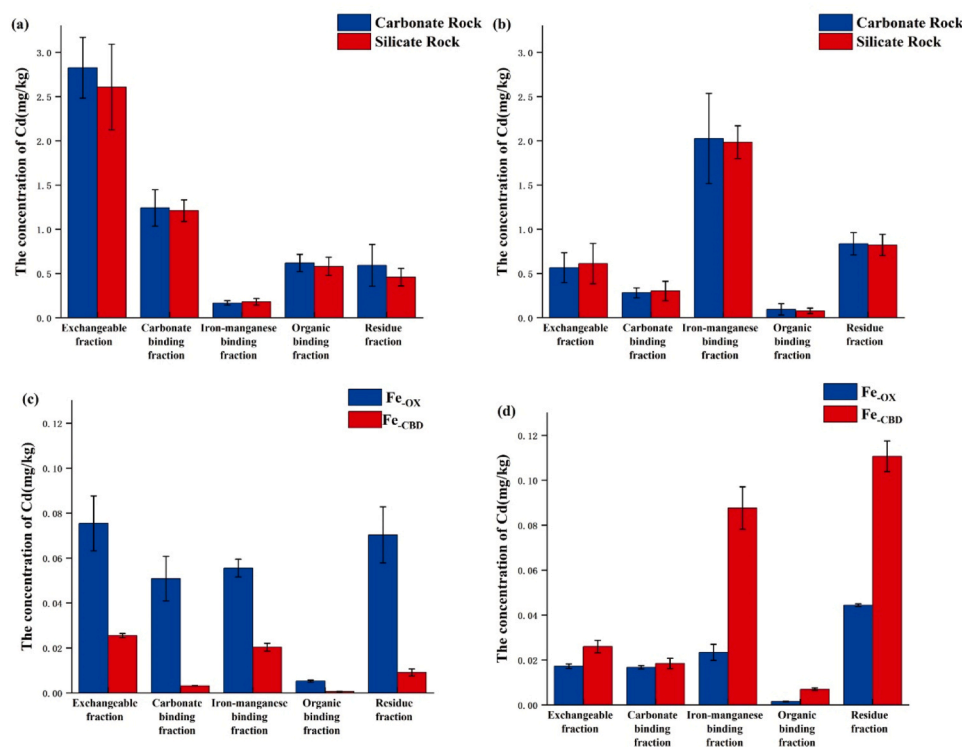 (a)
Carbonate Rock
Silicate Rock
The concentration of Cd(mg/kg)
3.0
2.5
2.0
1.5
1.0
0.5
0.0
Exchangeable
fraction
Carbonate
binding
fraction
Iron-manganese
binding
fraction
Organic
binding
fraction
Residue
fraction
(b)
Carbonate Rock
Silicate Rock
The concentration of Cd(mg/kg)
3.0
2.5
2.0
1.5
1.0
0.5
0.0
Exchangeable
fraction
Carbonate
binding
fraction
Iron-manganese
binding
fraction
Organic
binding
fraction
Residue
fraction
(c)
Fe-OX
Fe-CBD
The concentration of Cd(mg/kg)
0.12
0.10
0.08
0.06
0.04
0.02
0.00
Exchangeable
fraction
Carbonate
binding
fraction
Iron-manganese
binding
fraction
Organic
binding
fraction
Residue
fraction
(d)
Fe-OX
Fe-CBD
The concentration of Cd(mg/kg)
0.12
0.10
0.08
0.06
0.04
0.02
0.00
Exchangeable
fraction
Carbonate
binding
fraction
Iron-manganese
binding
fraction
Organic
binding
fraction
Residue
fraction